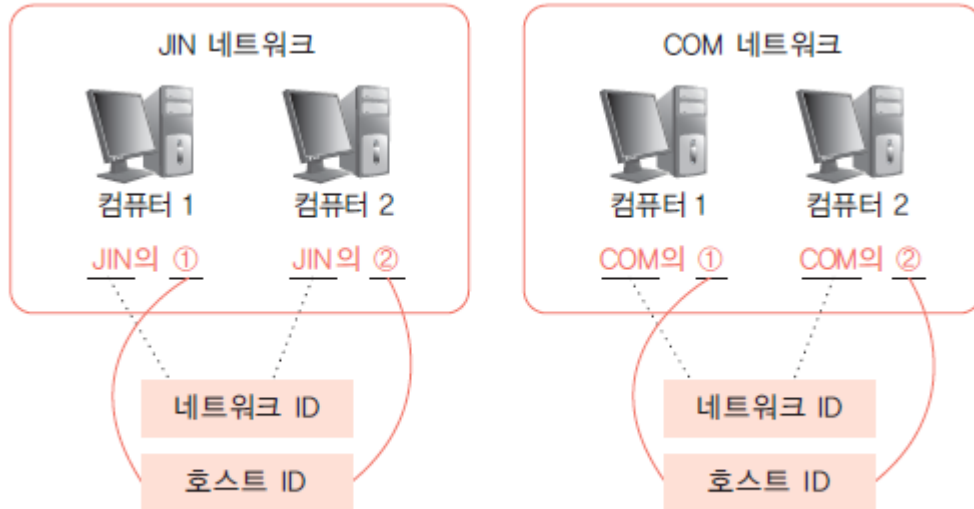 JIN 네트워크
컴퓨터 1
컴퓨터 2
JIN의 ①
JIN의 ②
네트워크 ID
호스트 ID
COM 네트워크
컴퓨터 1
컴퓨터 2
COM의 ①
COM의 ②
네트워크 ID
호스트 ID